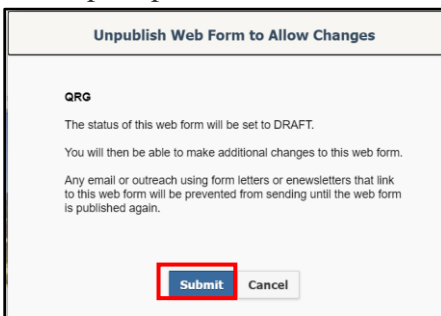 Unpublish Web Form to Allow Changes
QRG
The status of this web form will be set to DRAFT.
You will then be able to make additional changes to this web form.
Any email or outreach using form letters or enewsletters that link
to this web form will be prevented from sending until the web form
is published again.
Submit Cancel